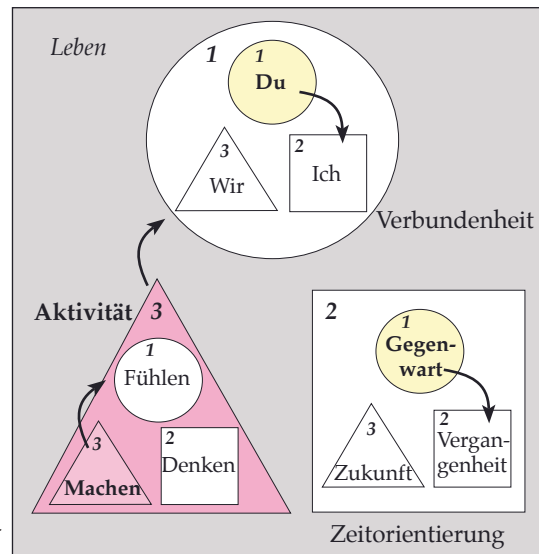 Leben
1
1
Du
2
Ich
3
Wir
Verbundenheit
Aktivität
3
1
Fühlen
3
Machen
2
Denken
2
1
Gegen-
wart
3
Zukunft
2
Vergan-
genheit
Zeitorientierung